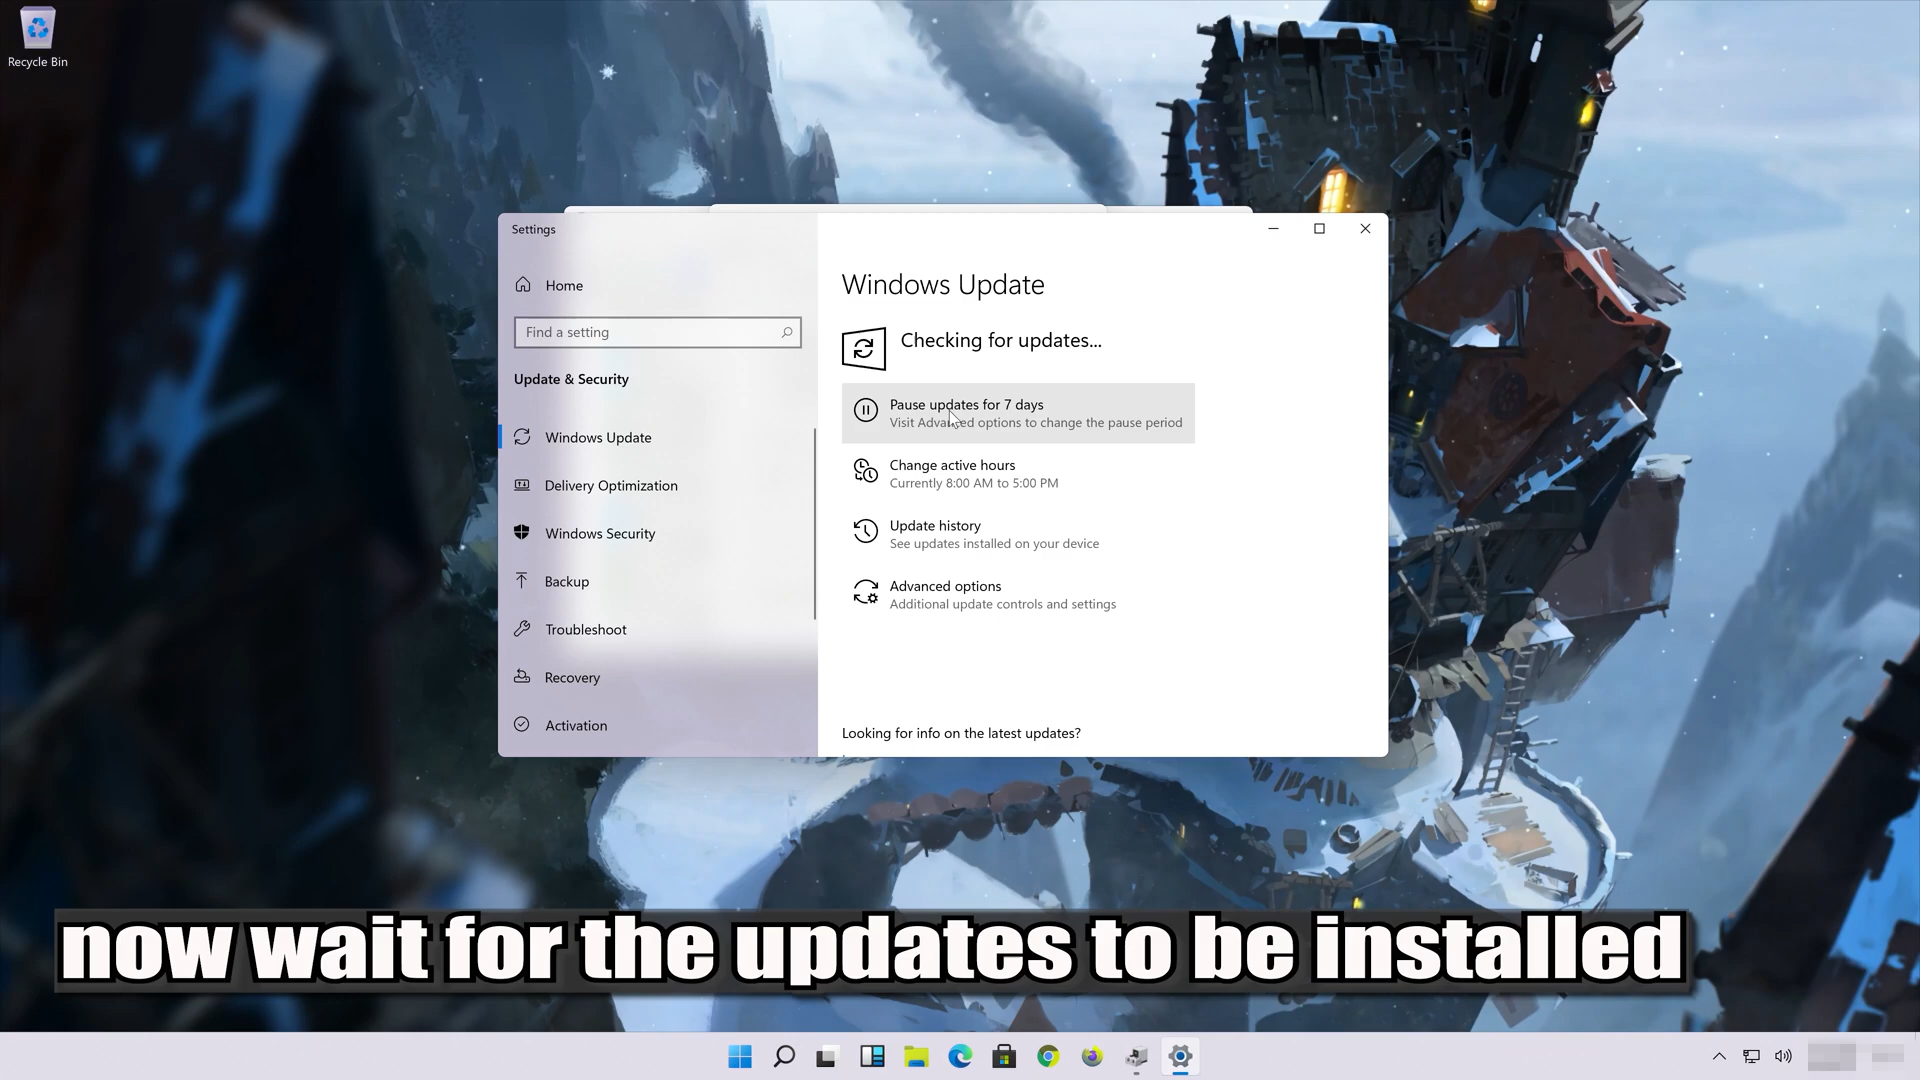 Recycle Bin
Settings
Home
Find a setting
Update & Security
Windows Update
Delivery Optimization
Windows Security
Backup
Troubleshoot
Recovery
Activation
Windows Update
Checking for updates...
Pause updates for 7 days
Visit Advanced options to change the pause period
Change active hours
Currently 8:00 AM to 5:00 PM
Update history
See updates installed on your device
Advanced options
Additional update controls and settings
Looking for info on the latest updates?
now wait for the updates to be installed